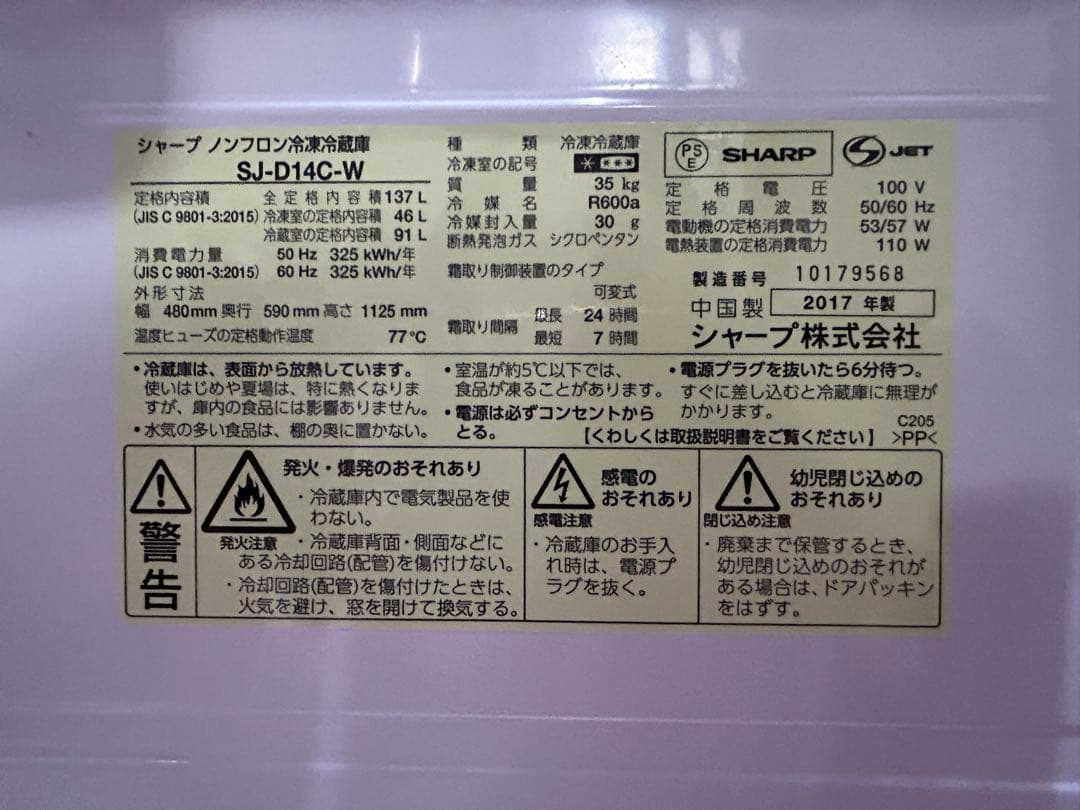 シャープ ノンフロン冷凍冷蔵庫
SJ-D14C-W
定格内容積 全定格内容積 137 L
(JIS C 9801-3:2015) 冷凍室の定格内容積 46 L
冷蔵室の定格内容積 91 L
消費電力量 50 Hz 325 kWh/年
(JIS C 9801-3:2015) 60 Hz 325 kWh/年
外形寸法
幅 480mm 奥行 590mm 高さ 1125mm
温度ヒューズの定格動作温度 77℃
種類 冷凍冷蔵庫
冷凍室の記号 * ***
質量 35 kg
冷媒名 R600a
冷媒封入量 30 g
断熱発泡ガス シクロペンタン
霜取り制御装置のタイプ
可変式
霜取り間隔 最長 24 時間
最短 7 時間
PSE SHARP JET
定格電圧 100 V
定格周波数 50/60 Hz
電動機の定格消費電力 53/57 W
電熱装置の定格消費電力 110 W
製造番号 10179568
中国製 2017 年製
シャープ株式会社
・冷蔵庫は、表面から放熱しています。
使いはじめや夏場は、特に熱くなりま
すが、庫内の食品には影響ありません。
・水気の多い食品は、棚の奥に置かない。
・室温が約5℃以下では、
食品が凍ることがあります。
・電源は必ずコンセントから
とる。
・電源プラグを抜いたら6分待つ。
すぐに差し込むと冷蔵庫に無理が
かかります。
【くわしくは取扱説明書をご覧ください】
C205
>PP<
警告
発火・爆発のおそれあり
発火注意
・冷蔵庫内で電気製品を使
わない。
・冷蔵庫背面・側面などに
ある冷却回路(配管)を傷付けない。
・冷却回路(配管)を傷付けたときは、
火気を避け、窓を開けて換気する。
感電の
おそれあり
感電注意
・冷蔵庫のお手入
れ時は、電源プ
ラグを抜く。
幼児閉じ込めの
おそれあり
閉じ込め注意
・廃棄まで保管するとき、
幼児閉じ込めのおそれが
ある場合は、ドアパッキン
をはずす。